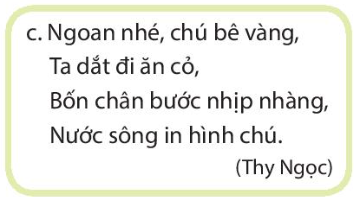 c. Ngoan nhé, chú bê vàng,
Ta dắt đi ăn cỏ,
Bốn chân bước nhịp nhàng,
Nước sông in hình chú.
(Thy Ngọc)